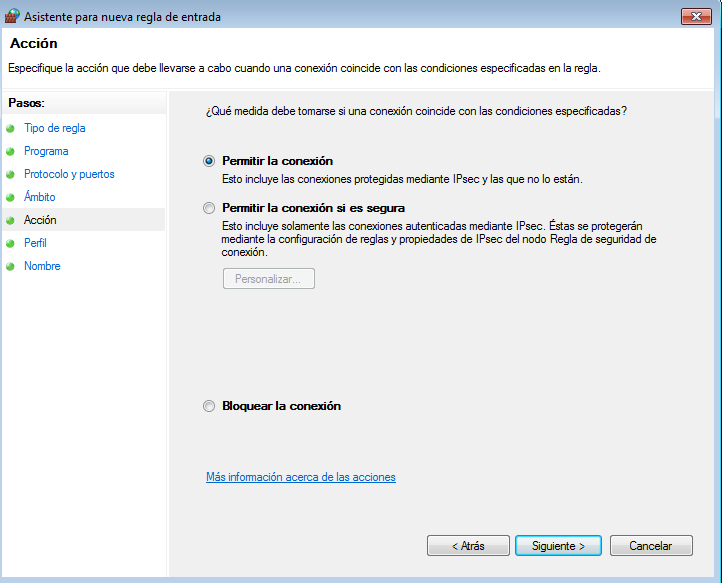 Asistente para nueva regla de entrada
Acción
Especifique la acción que debe llevarse a cabo cuando una conexión coincide con las condiciones especificadas en la regla.
Pasos:
Tipo de regla
Programa
Protocolo y puertos
Ámbito
Acción
Perfil
Nombre
¿Qué medida debe tomarse si una conexión coincide con las condiciones especificadas?
Permitir la conexión
Esto incluye las conexiones protegidas mediante IPsec y las que no lo están.
Permitir la conexión si es segura
Esto incluye solamente las conexiones autenticadas mediante IPsec. Éstas se protegerán
mediante la configuración de reglas y propiedades de IPsec del nodo Regla de seguridad de
conexión.
Personalizar...
Bloquear la conexión
Más información acerca de las acciones
< Atrás
Siguiente >
Cancelar